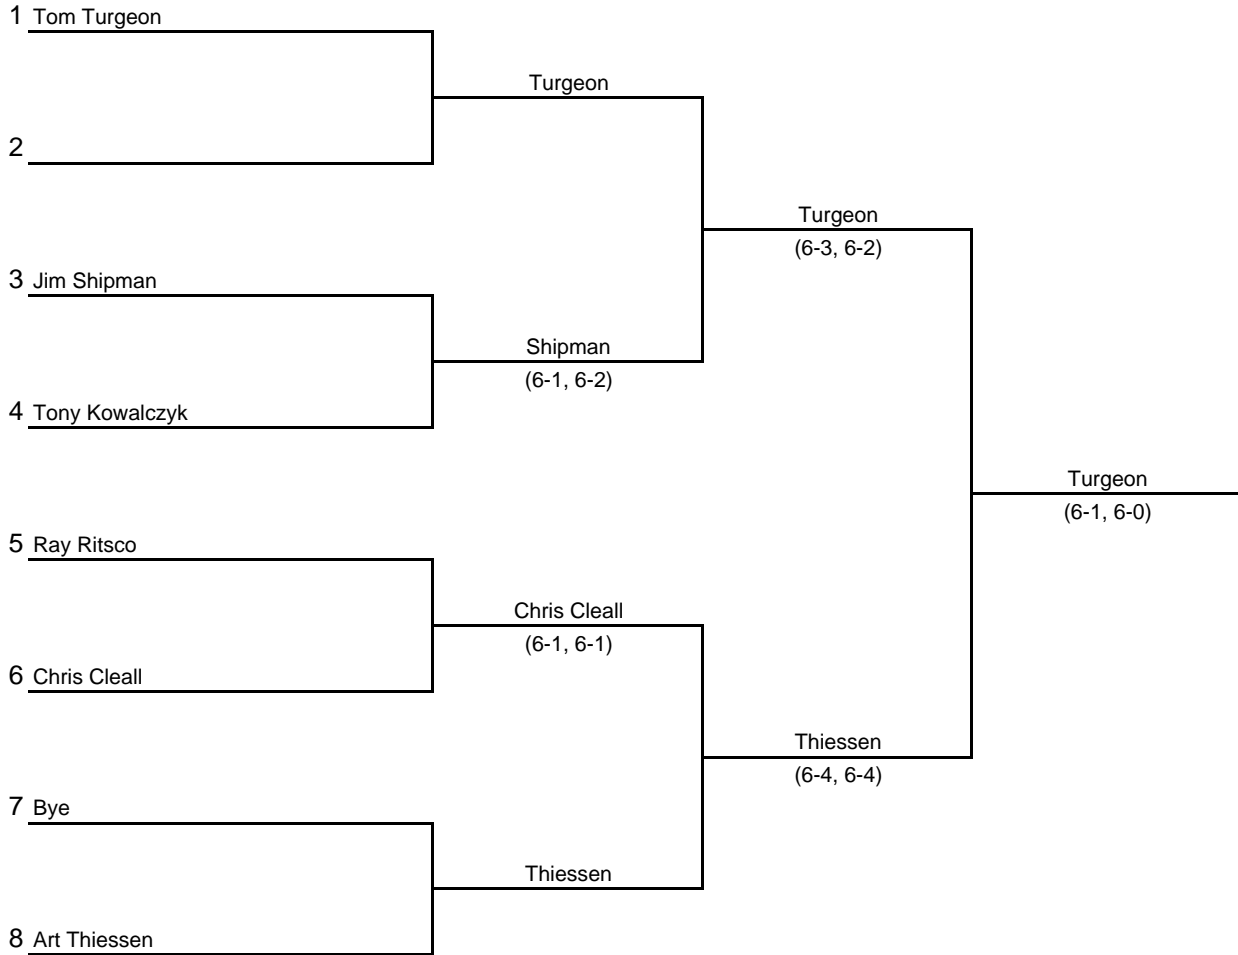 1 Tom Turgeon
Turgeon
2
Turgeon
(6-3, 6-2)
3 Jim Shipman
Shipman
(6-1, 6-2)
4 Tony Kowalczyk
Turgeon
(6-1, 6-0)
5 Ray Ritsco
Chris Cleall
(6-1, 6-1)
6 Chris Cleall
Thiessen
(6-4, 6-4)
7 Bye
Thiessen
8 Art Thiessen